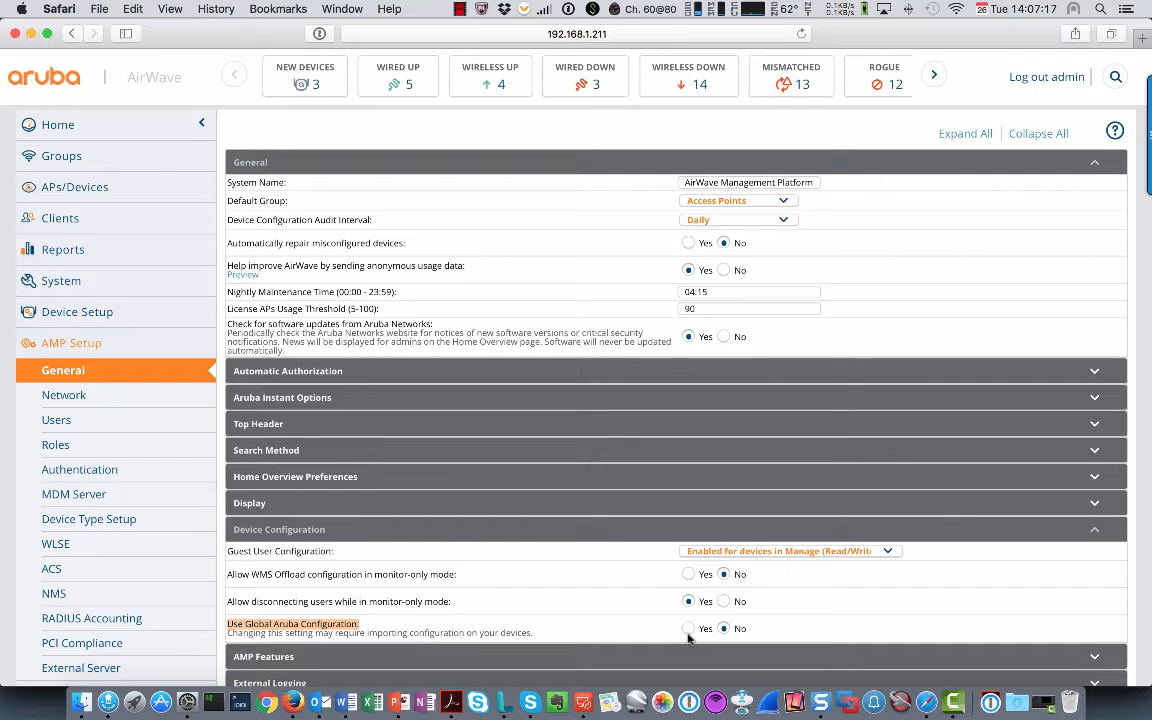 Safari File Edit View History Bookmarks Window Help Ch. 60@80 62° 0.1KB/s 0.1KB/s 26 Tue 14:07:17
192.168.1.211
aruba | AirWave
NEW DEVICES
3
WIRED UP
5
WIRELESS UP
4
WIRED DOWN
3
WIRELESS DOWN
14
MISMATCHED
13
ROGUE
12
Log out admin
Home
Groups
APs/Devices
Clients
Reports
System
Device Setup
AMP Setup
General
Network
Users
Roles
Authentication
MDM Server
Device Type Setup
WLSE
ACS
NMS
RADIUS Accounting
PCI Compliance
External Server
Expand All | Collapse All ?
General
System Name: AirWave Management Platform
Default Group: Access Points
Device Configuration Audit Interval: Daily
Automatically repair misconfigured devices: Yes No
Help improve AirWave by sending anonymous usage data: Yes No
Preview
Nightly Maintenance Time (00:00 - 23:59): 04:15
License APs Usage Threshold (5-100): 90
Check for software updates from Aruba Networks:
Periodically check the Aruba Networks website for notices of new software versions or critical security
notifications. News will be displayed for admins on the Home Overview page. Software will never be updated
automatically.
Yes No
Automatic Authorization
Aruba Instant Options
Top Header
Search Method
Home Overview Preferences
Display
Device Configuration
Guest User Configuration: Enabled for devices in Manage (Read/Writ
Allow WMS Offload configuration in monitor-only mode: Yes No
Allow disconnecting users while in monitor-only mode: Yes No
Use Global Aruba Configuration: Yes No
Changing this setting may require importing configuration on your devices.
AMP Features
External Logging